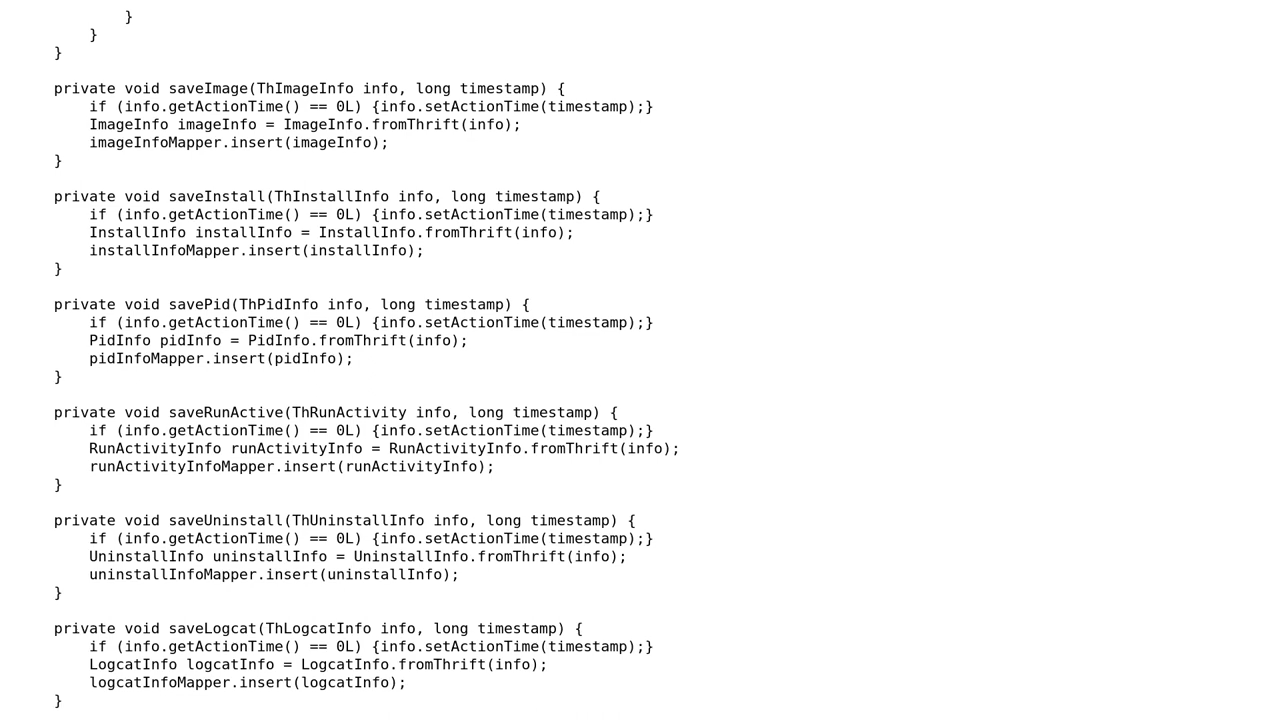 }
        }
    }

    private void saveImage(ThImageInfo info, long timestamp) {
        if (info.getActionTime() == 0L) {info.setActionTime(timestamp);}
        ImageInfo imageInfo = ImageInfo.fromThrift(info);
        imageInfoMapper.insert(imageInfo);
    }

    private void saveInstall(ThInstallInfo info, long timestamp) {
        if (info.getActionTime() == 0L) {info.setActionTime(timestamp);}
        InstallInfo installInfo = InstallInfo.fromThrift(info);
        installInfoMapper.insert(installInfo);
    }

    private void savePid(ThPidInfo info, long timestamp) {
        if (info.getActionTime() == 0L) {info.setActionTime(timestamp);}
        PidInfo pidInfo = PidInfo.fromThrift(info);
        pidInfoMapper.insert(pidInfo);
    }

    private void saveRunActive(ThRunActivity info, long timestamp) {
        if (info.getActionTime() == 0L) {info.setActionTime(timestamp);}
        RunActivityInfo runActivityInfo = RunActivityInfo.fromThrift(info);
        runActivityInfoMapper.insert(runActivityInfo);
    }

    private void saveUninstall(ThUninstallInfo info, long timestamp) {
        if (info.getActionTime() == 0L) {info.setActionTime(timestamp);}
        UninstallInfo uninstallInfo = UninstallInfo.fromThrift(info);
        uninstallInfoMapper.insert(uninstallInfo);
    }

    private void saveLogcat(ThLogcatInfo info, long timestamp) {
        if (info.getActionTime() == 0L) {info.setActionTime(timestamp);}
        LogcatInfo logcatInfo = LogcatInfo.fromThrift(info);
        logcatInfoMapper.insert(logcatInfo);
    }